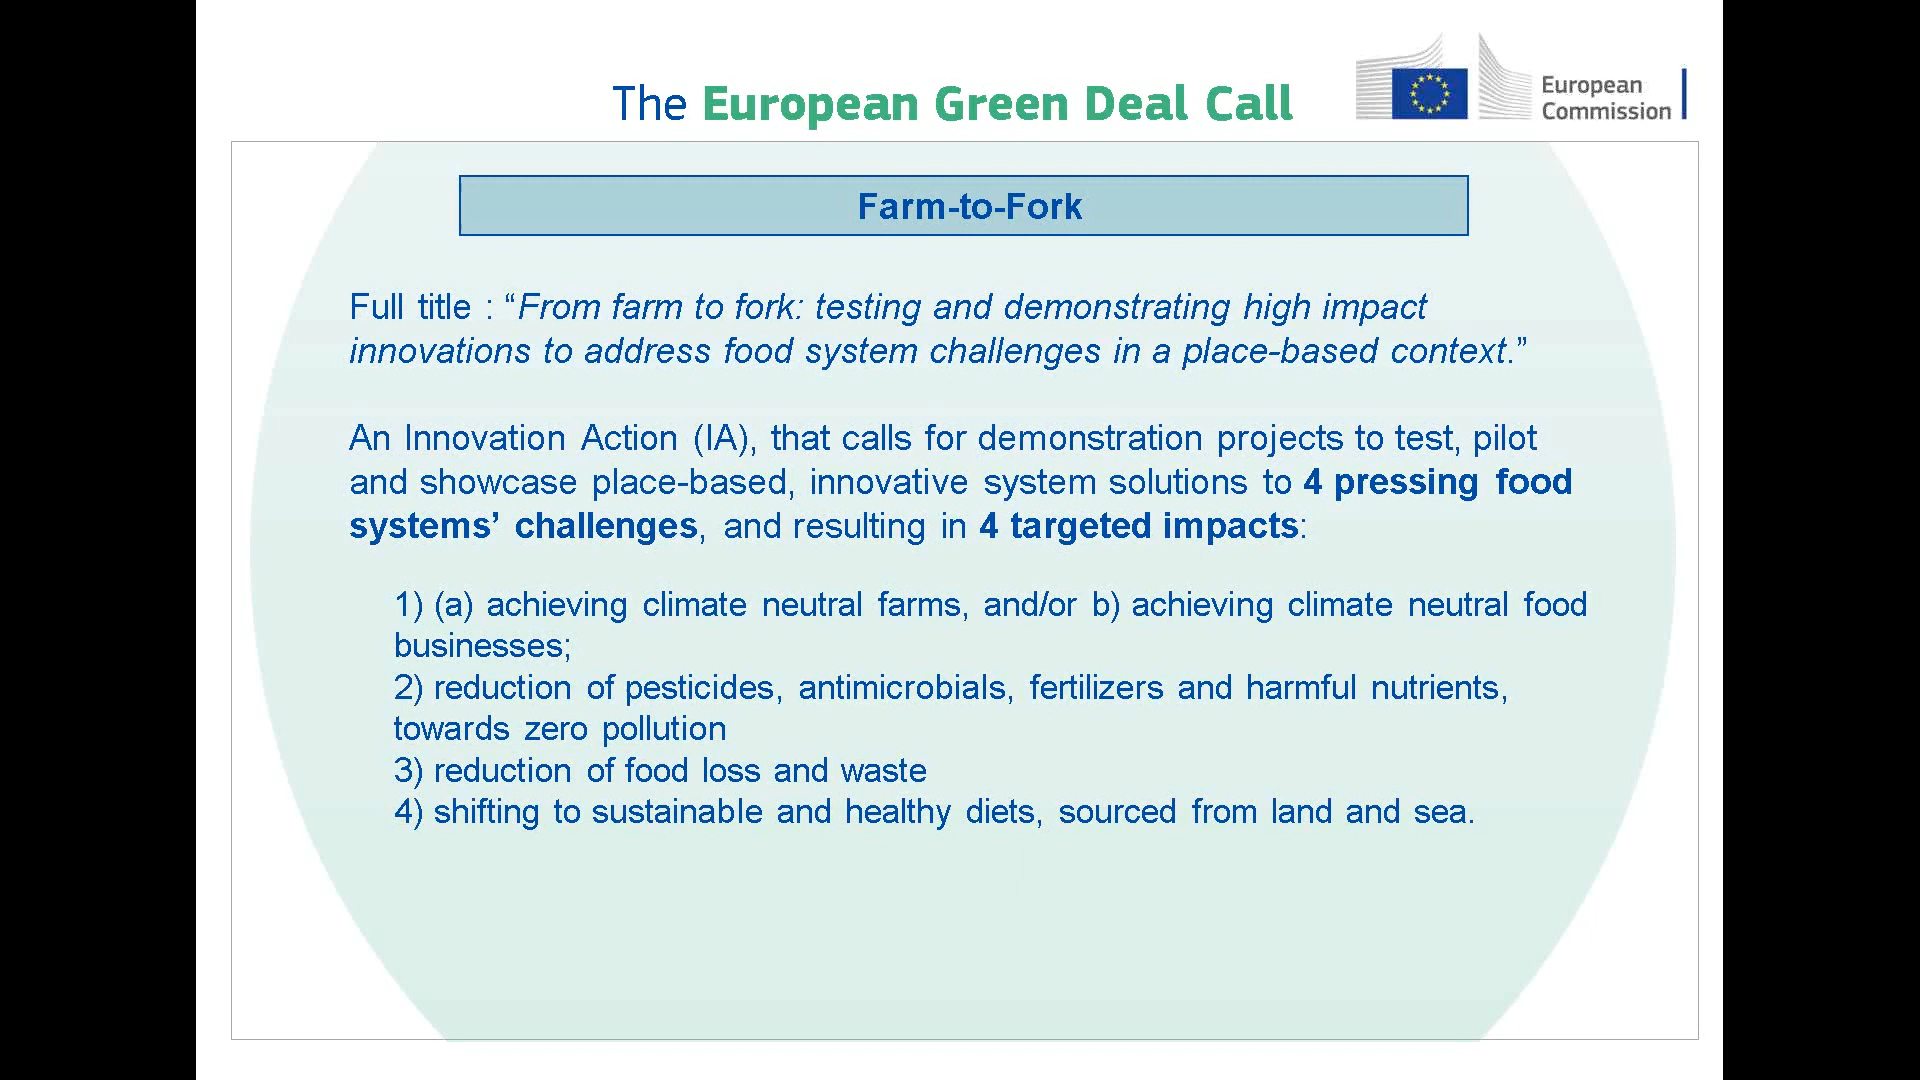 The European Green Deal Call
European
Commission
Farm-to-Fork
Full title : “From farm to fork: testing and demonstrating high impact
innovations to address food system challenges in a place-based context.”
An Innovation Action (IA), that calls for demonstration projects to test, pilot
and showcase place-based, innovative system solutions to 4 pressing food
systems’ challenges, and resulting in 4 targeted impacts:
1) (a) achieving climate neutral farms, and/or b) achieving climate neutral food
businesses;
2) reduction of pesticides, antimicrobials, fertilizers and harmful nutrients,
towards zero pollution
3) reduction of food loss and waste
4) shifting to sustainable and healthy diets, sourced from land and sea.